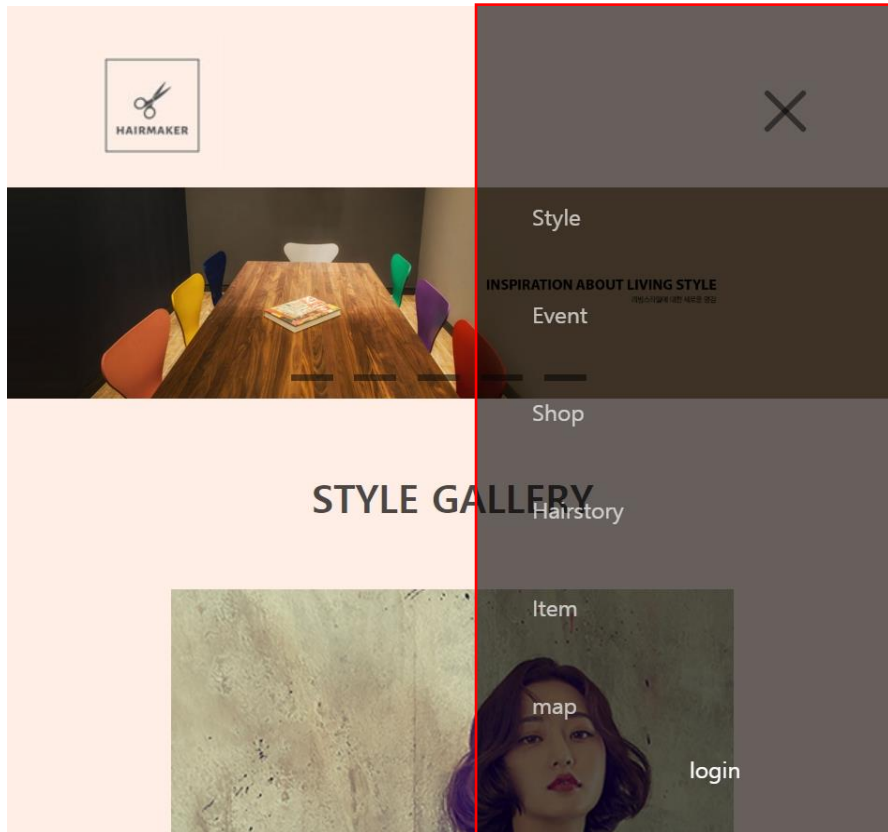 HAIRMAKER
Style
INSPIRATION ABOUT LIVING STYLE
Event
Shop
STYLE GALLERY
Hairstory
Item
map
login